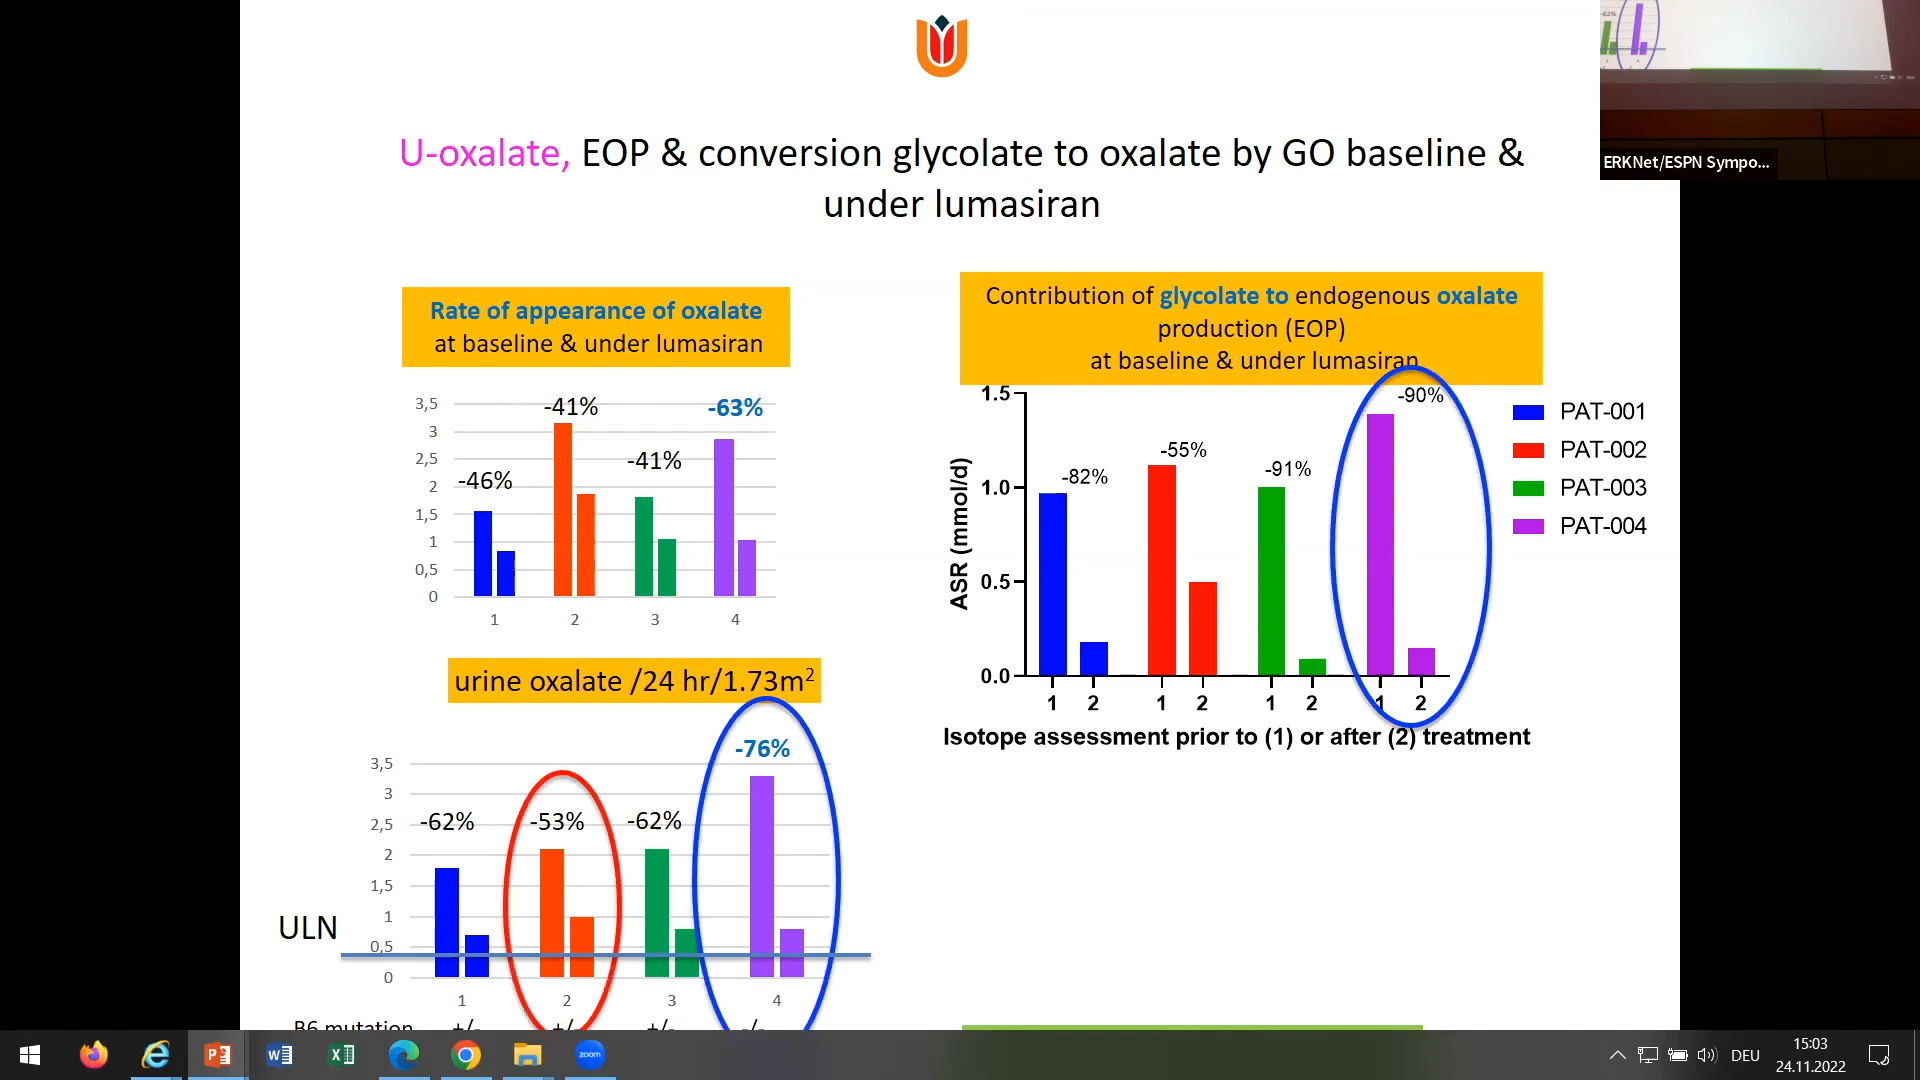 U-oxalate, EOP & conversion glycolate to oxalate by GO baseline &
under lumasiran
ERKNet/ESPN Sympo...
-62%
Rate of appearance of oxalate
at baseline & under lumasiran
3,5
3
2,5
2
1,5
1
0,5
0
-46%
-41%
-41%
-63%
1 2 3 4
Contribution of glycolate to endogenous oxalate
production (EOP)
at baseline & under lumasiran
ASR (mmol/d)
1.5
1.0
0.5
0.0
-82%
-55%
-91%
-90%
1 2 1 2 1 2 1 2
Isotope assessment prior to (1) or after (2) treatment
PAT-001
PAT-002
PAT-003
PAT-004
urine oxalate /24 hr/1.73m²
3,5
3
2,5
2
1,5
1
0,5
0
-62%
-53%
-62%
-76%
ULN
1 2 3 4
B6 mutation +/- +/- +/- -/-
W
X
P
zoom
DEU
15:03
24.11.2022